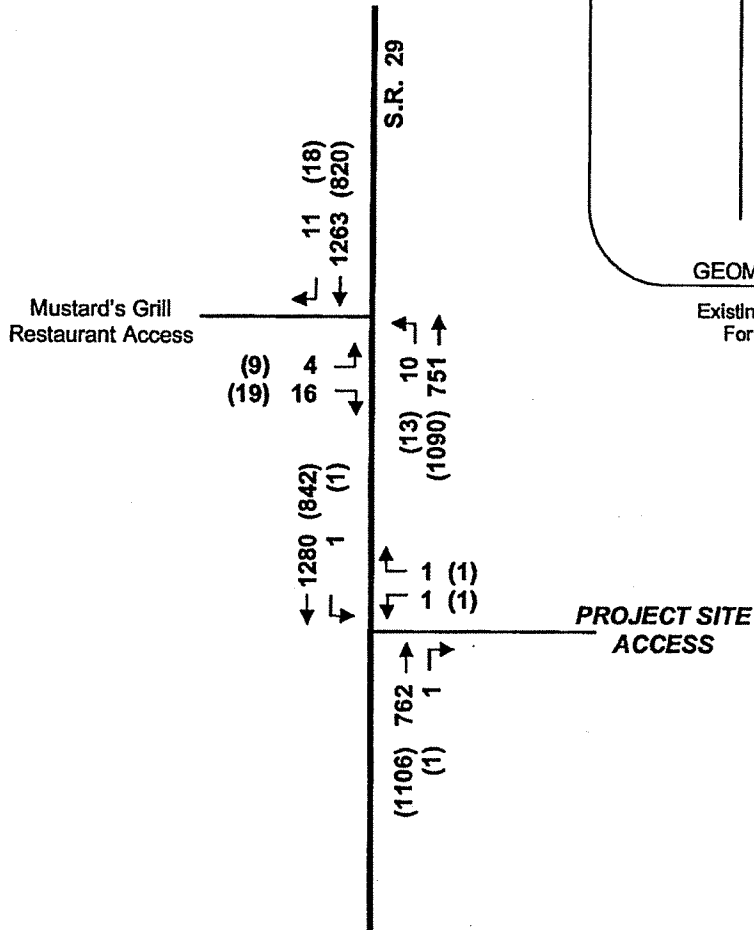 S.R. 29
11 (18)
1263 (820)
GEOM
Existin
For
Mustard's Grill
Restaurant Access
(9) 4
(19) 16
(13) 10
(1090) 751
1280 (842)
1 (1)
1 (1)
1 (1)
PROJECT SITE
ACCESS
(1106) 762
(1) 1